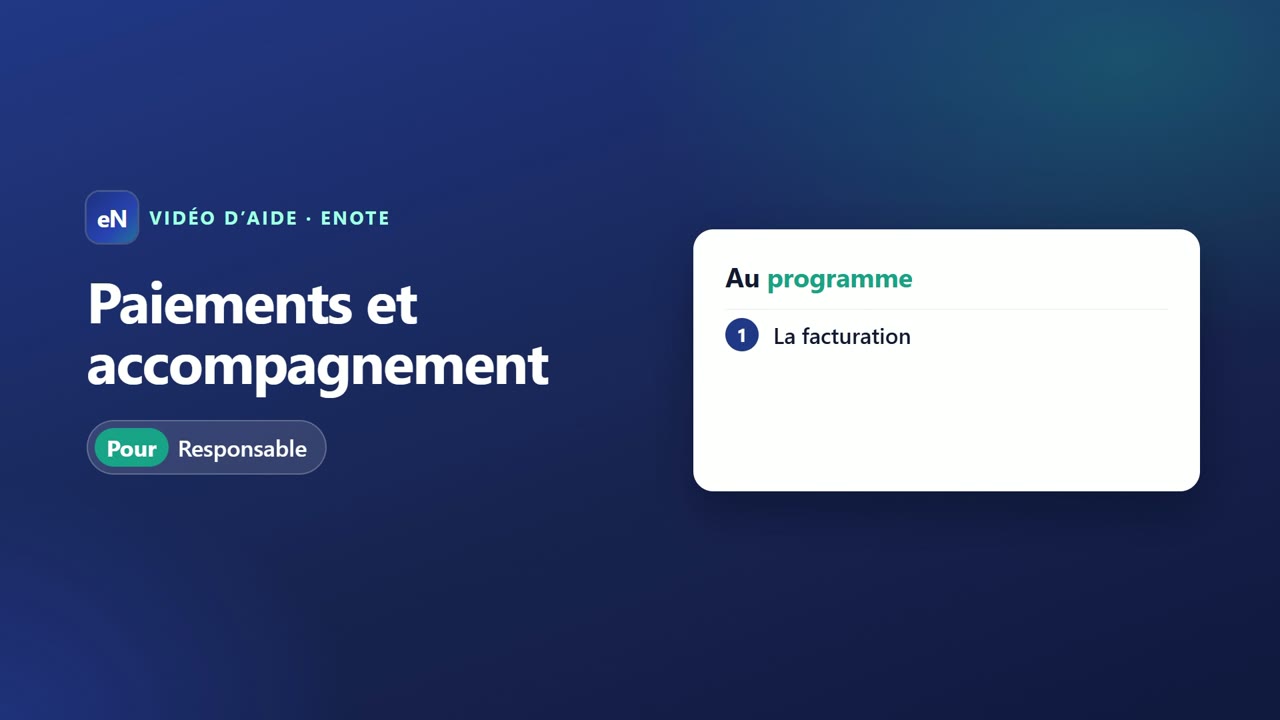 eN
VIDÉO D’AIDE · ENOTE
Paiements et
accompagnement
Pour Responsable
Au programme
1 La facturation